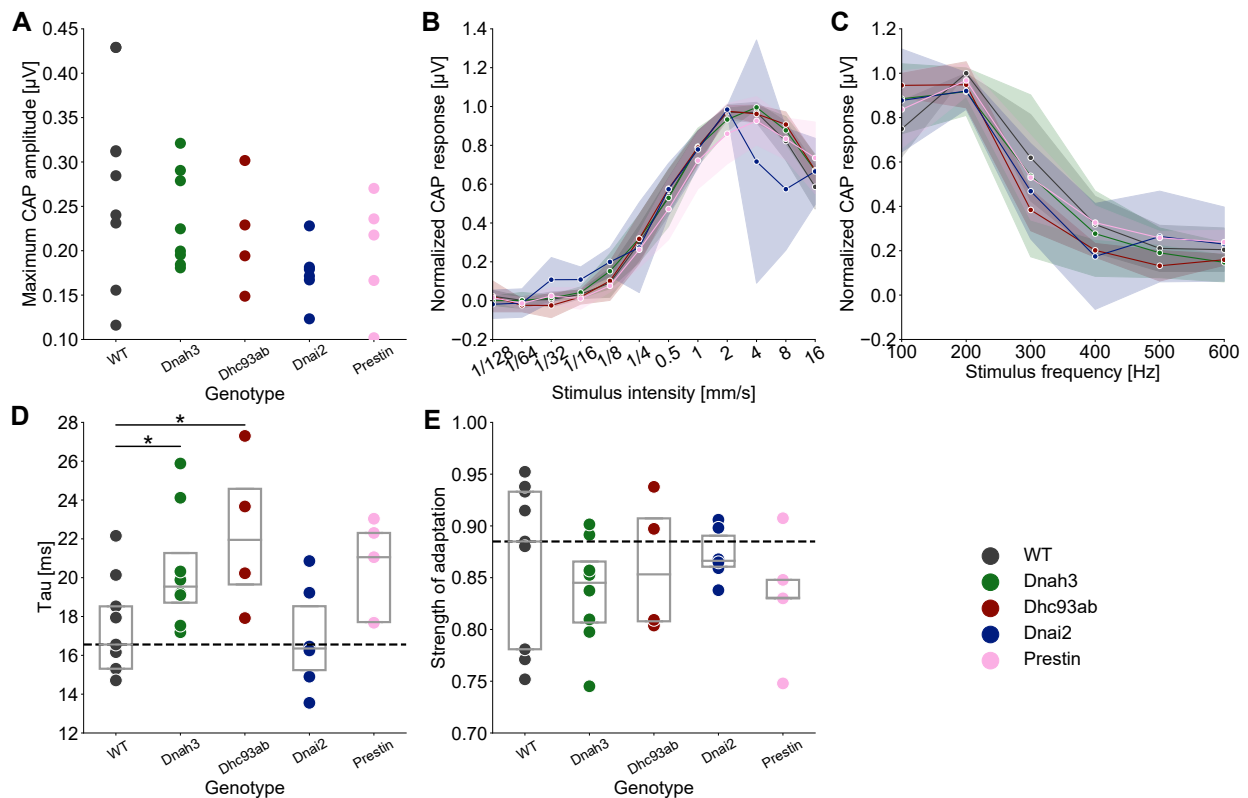 A
Maximum CAP amplitude [µV]
0.45
0.40
0.35
0.30
0.25
0.20
0.15
0.10
WT
Dnah3
Dhc93ab
Dnai2
Prestin
Genotype
B
Normalized CAP response [µV]
1.4
1.2
1.0
0.8
0.6
0.4
0.2
0.0
−0.2
1/128
1/64
1/32
1/16
1/8
1/4
0.5
1
2
4
8
16
Stimulus intensity [mm/s]
C
Normalized CAP response [µV]
1.2
1.0
0.8
0.6
0.4
0.2
0.0
−0.2
100
200
300
400
500
600
Stimulus frequency [Hz]
D
Tau [ms]
28
26
24
22
20
18
16
14
12
*
*
WT
Dnah3
Dhc93ab
Dnai2
Prestin
Genotype
E
Strength of adaptation
1.00
0.95
0.90
0.85
0.80
0.75
0.70
WT
Dnah3
Dhc93ab
Dnai2
Prestin
Genotype
WT
Dnah3
Dhc93ab
Dnai2
Prestin